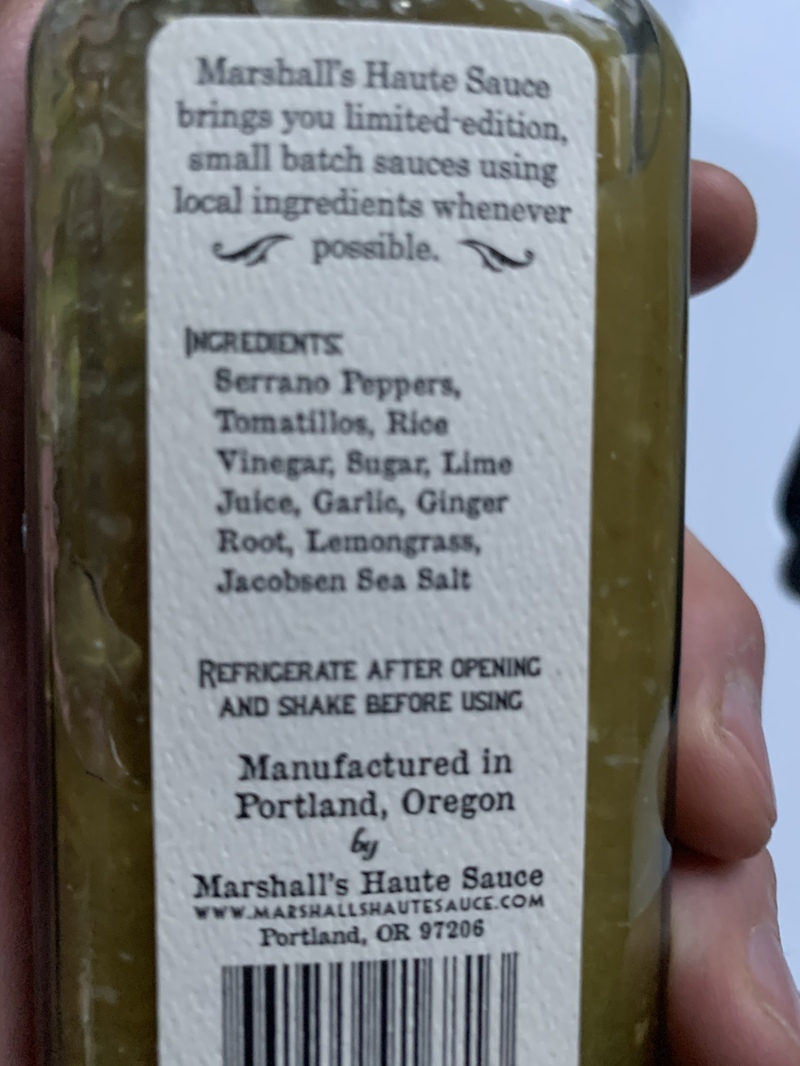 Marshall's Haute Sauce
brings you limited-edition,
small batch sauces using
local ingredients whenever
possible.
INGREDIENTS:
Serrano Peppers,
Tomatillos, Rice
Vinegar, Sugar, Lime
Juice, Garlic, Ginger
Root, Lemongrass,
Jacobsen Sea Salt
REFRIGERATE AFTER OPENING
AND SHAKE BEFORE USING
Manufactured in
Portland, Oregon
by
Marshall's Haute Sauce
WWW.MARSHALLSHAUTESAUCE.COM
Portland, OR 97206